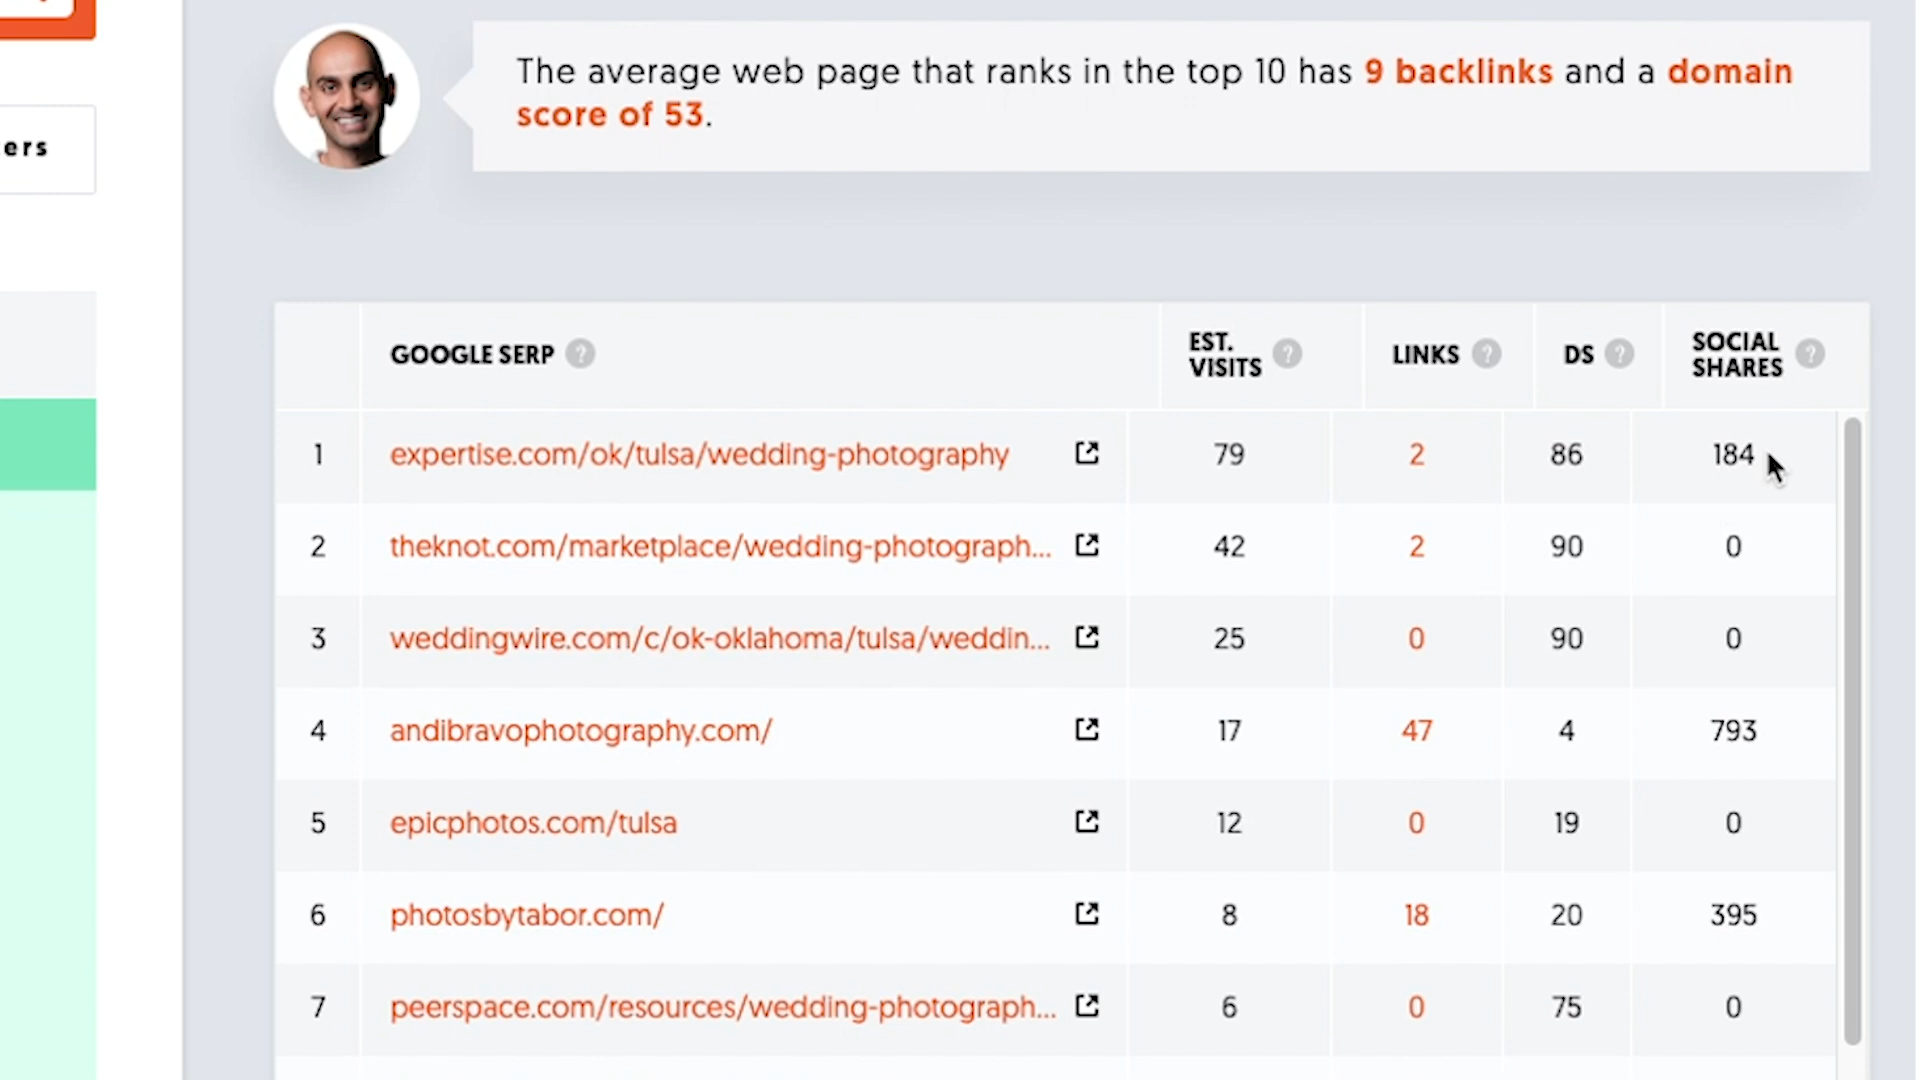 The average web page that ranks in the top 10 has 9 backlinks and a domain
score of 53.
ers
GOOGLE SERP ? EST. VISITS ? LINKS ? DS ? SOCIAL SHARES ?
1 expertise.com/ok/tulsa/wedding-photography 79 2 86 184
2 theknot.com/marketplace/wedding-photograph... 42 2 90 0
3 weddingwire.com/c/ok-oklahoma/tulsa/weddin... 25 0 90 0
4 andibravophotography.com/ 17 47 4 793
5 epicphotos.com/tulsa 12 0 19 0
6 photosbytabor.com/ 8 18 20 395
7 peerspace.com/resources/wedding-photograph... 6 0 75 0